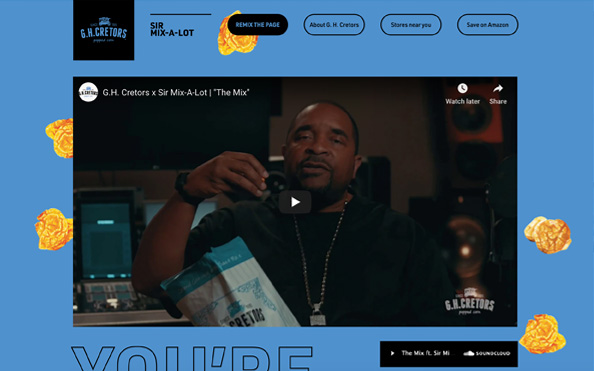 G.H.CRETORS
popped corn
SIR
MIX-A-LOT
REMIX THE PAGE
About G. H. Cretors
Stores near you
Save on Amazon
G.H. Cretors x Sir Mix-A-Lot | "The Mix"
Watch later
Share
G.H.CRETORS
popped corn
YOU'RE
The Mix ft. Sir Mi
SOUNDCLOUD